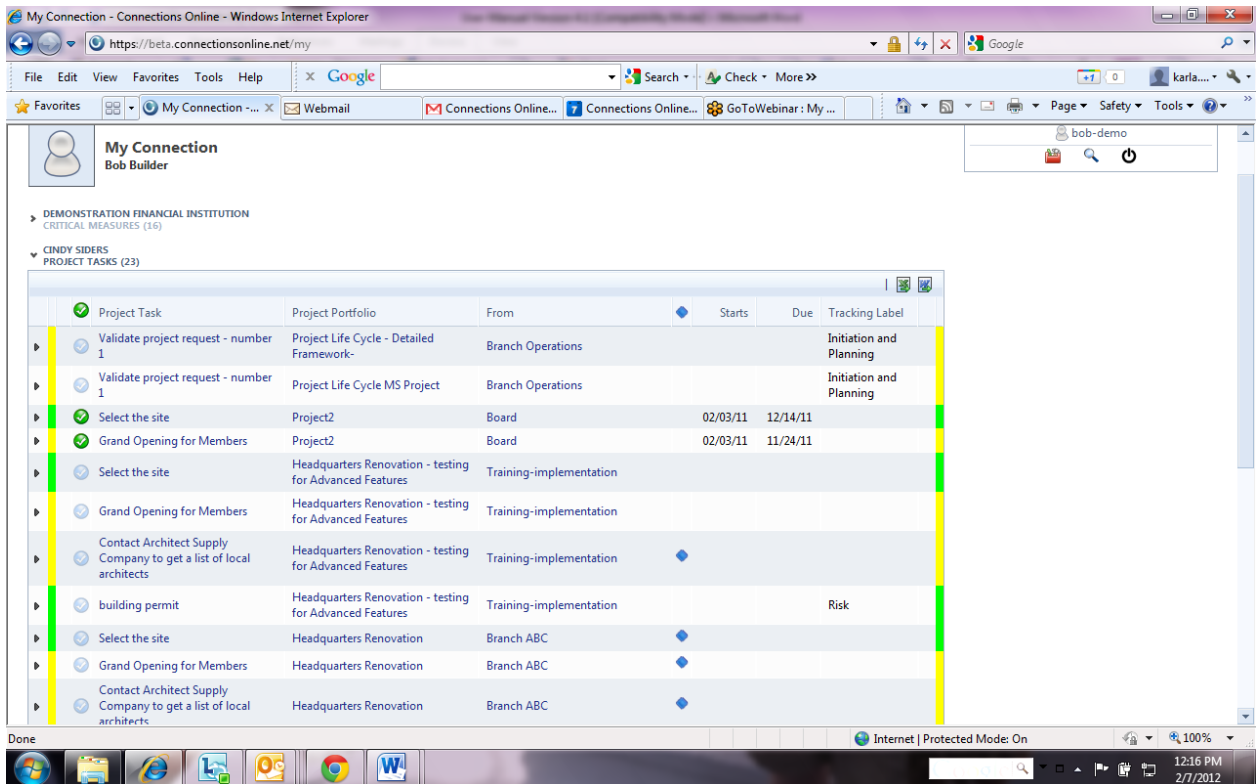 My Connection - Connections Online - Windows Internet Explorer
https://beta.connectionsonline.net/my
Google
File Edit View Favorites Tools Help
x Google
Search
Check
More >>
+1 0
karla....
Favorites
My Connection -... X
Webmail
Connections Online...
7 Connections Online...
GoToWebinar : My ...
Page Safety Tools
My Connection
Bob Builder
bob-demo
DEMONSTRATION FINANCIAL INSTITUTION
CRITICAL MEASURES (16)
CINDY SIDERS
PROJECT TASKS (23)
Project Task Project Portfolio From Starts Due Tracking Label
Validate project request - number
1
Project Life Cycle - Detailed
Framework-
Branch Operations
Initiation and
Planning
Validate project request - number
1
Project Life Cycle MS Project
Branch Operations
Initiation and
Planning
Select the site Project2 Board 02/03/11 12/14/11
Grand Opening for Members Project2 Board 02/03/11 11/24/11
Select the site
Headquarters Renovation - testing
for Advanced Features
Training-implementation
Grand Opening for Members
Headquarters Renovation - testing
for Advanced Features
Training-implementation
Contact Architect Supply
Company to get a list of local
architects
Headquarters Renovation - testing
for Advanced Features
Training-implementation
building permit
Headquarters Renovation - testing
for Advanced Features
Training-implementation
Risk
Select the site Headquarters Renovation Branch ABC
Grand Opening for Members Headquarters Renovation Branch ABC
Contact Architect Supply
Company to get a list of local
architects
Headquarters Renovation
Branch ABC
Done
Internet | Protected Mode: On
100%
12:16 PM
2/7/2012